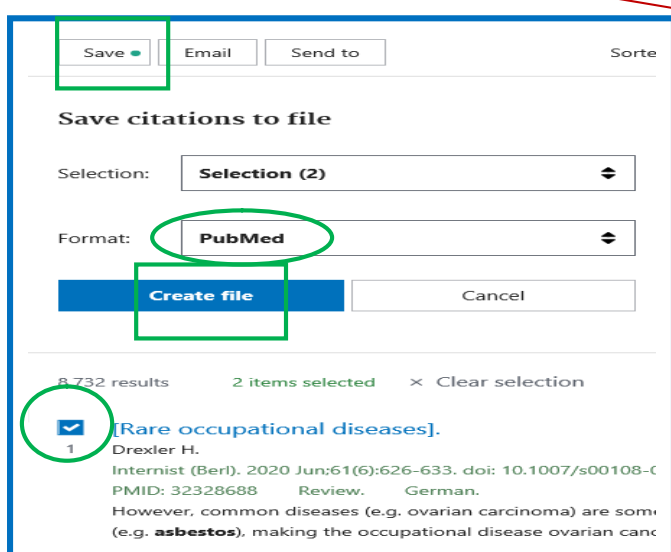 Save Email Send to Sorte
Save citations to file
Selection: Selection (2)
Format: PubMed
Create file Cancel
8,732 results 2 items selected × Clear selection
[Rare occupational diseases].
1 Drexler H.
Internist (Berl). 2020 Jun;61(6):626-633. doi: 10.1007/s00108-0
PMID: 32328688 Review. German.
However, common diseases (e.g. ovarian carcinoma) are som
(e.g. asbestos), making the occupational disease ovarian canc